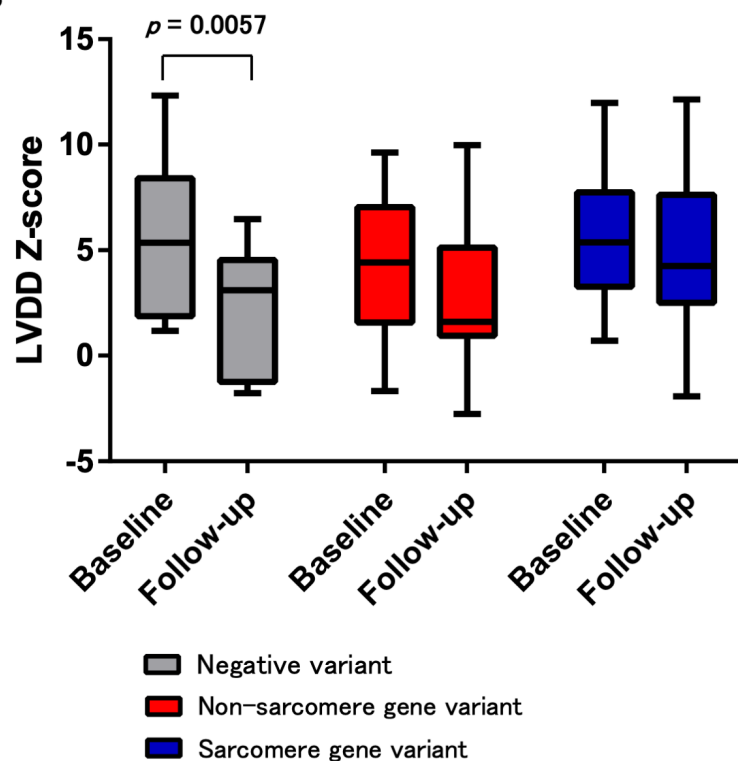 p = 0.0057
15
10
5
0
-5
LVDD Z-score
Baseline
Follow-up
Baseline
Follow-up
Baseline
Follow-up
Negative variant
Non-sarcomere gene variant
Sarcomere gene variant